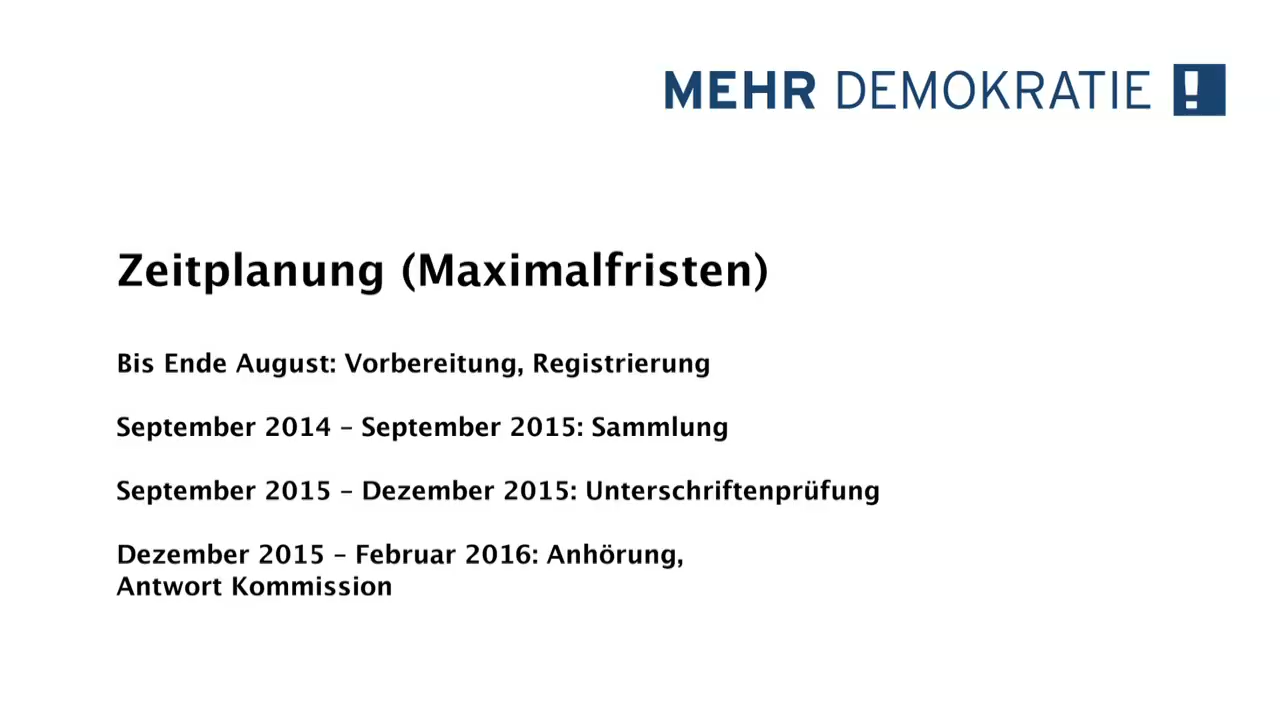 MEHR DEMOKRATIE !
Zeitplanung (Maximalfristen)
Bis Ende August: Vorbereitung, Registrierung
September 2014 – September 2015: Sammlung
September 2015 – Dezember 2015: Unterschriftenprüfung
Dezember 2015 – Februar 2016: Anhörung,
Antwort Kommission